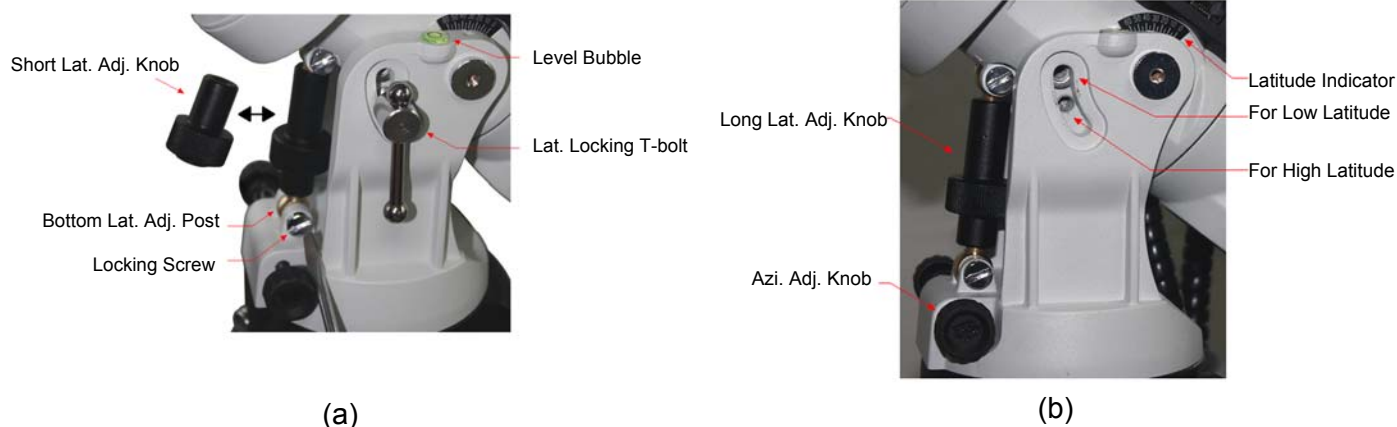 Short Lat. Adj. Knob
Level Bubble
Lat. Locking T-bolt
Bottom Lat. Adj. Post
Locking Screw
(a)
Long Lat. Adj. Knob
Latitude Indicator
For Low Latitude
For High Latitude
Azi. Adj. Knob
(b)